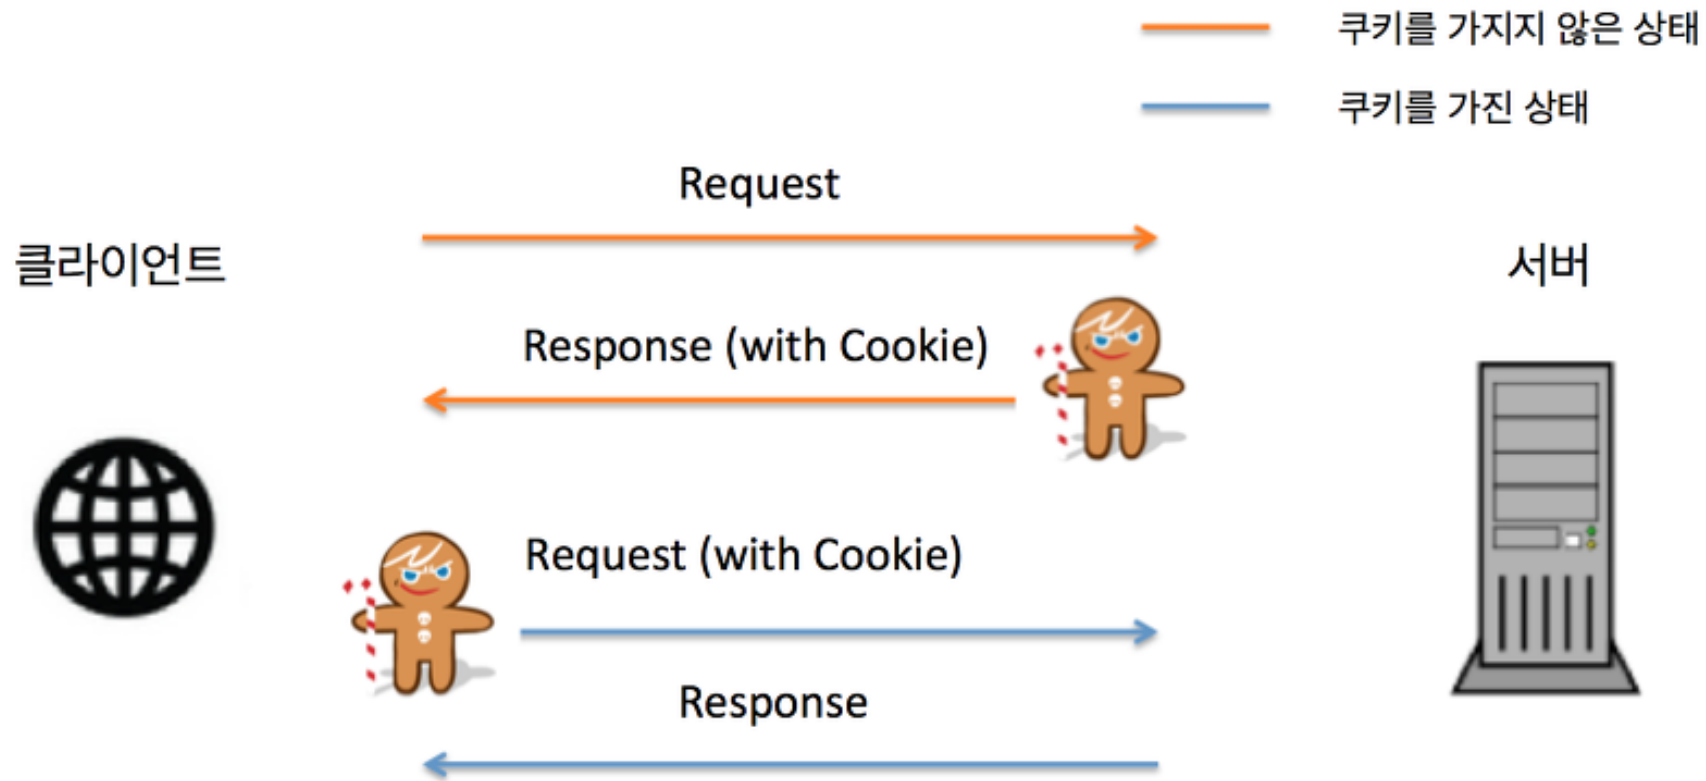 쿠키를 가지지 않은 상태
쿠키를 가진 상태
Request
클라이언트
서버
Response (with Cookie)
Request (with Cookie)
Response